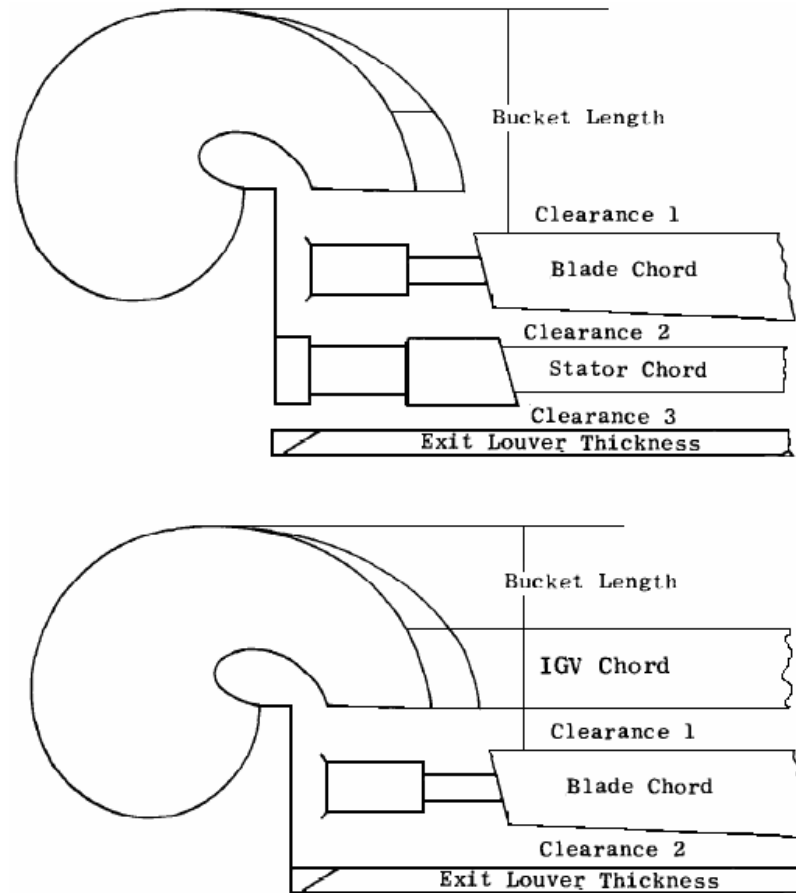 Bucket Length
Clearance 1
Blade Chord
Clearance 2
Stator Chord
Clearance 3
Exit Louver Thickness
Bucket Length
IGV Chord
Clearance 1
Blade Chord
Clearance 2
Exit Louver Thickness